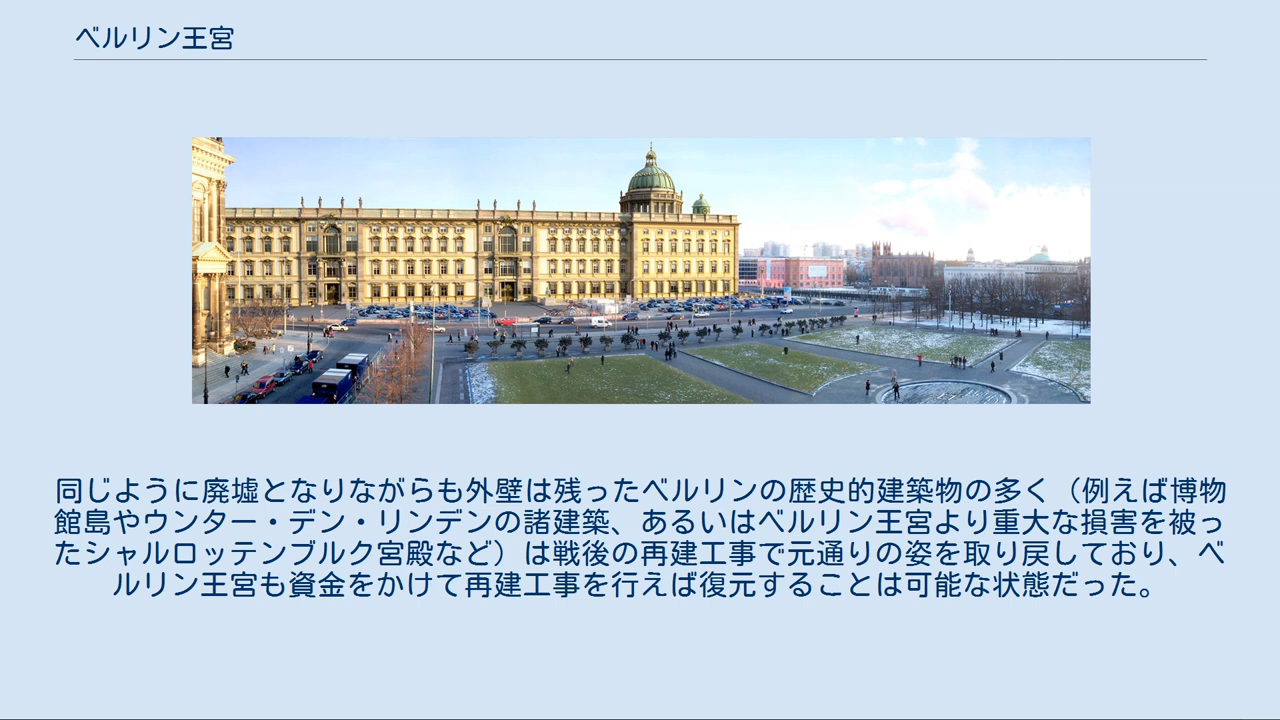 ベルリン王宮
同じように廃墟となりながらも外壁は残ったベルリンの歴史的建築物の多く（例えば博物
館島やウンター・デン・リンデンの諸建築、あるいはベルリン王宮より重大な損害を被っ
たシャルロッテンブルク宮殿など）は戦後の再建工事で元通りの姿を取り戻しており、ベ
ルリン王宮も資金をかけて再建工事を行えば復元することは可能な状態だった。